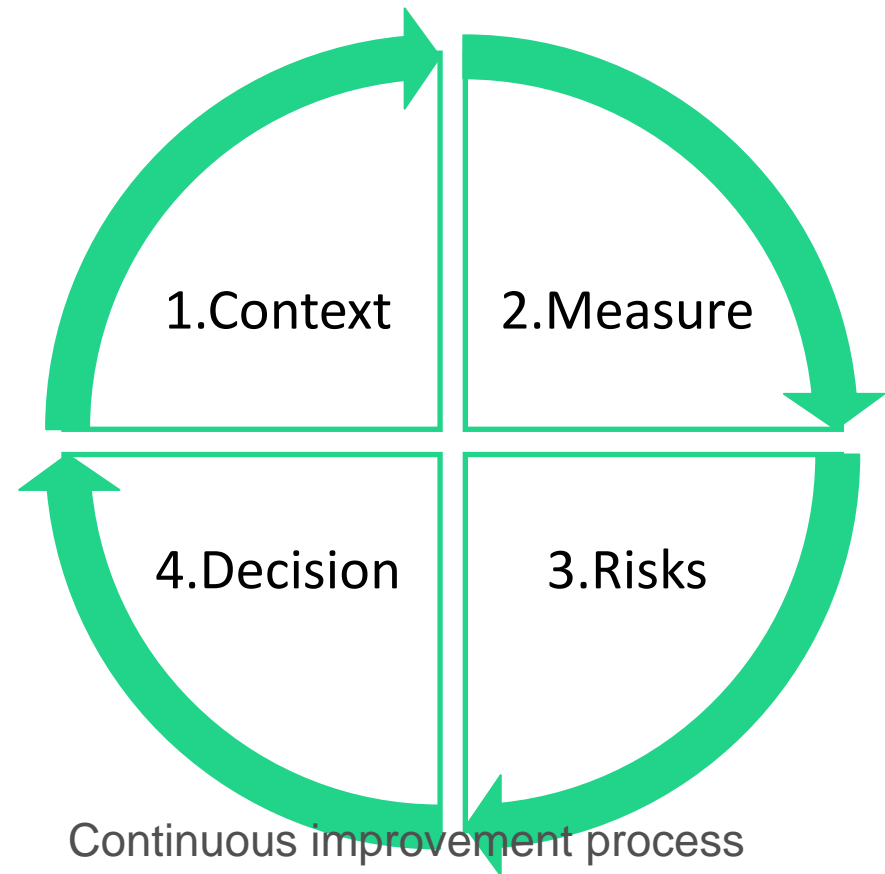 1.Context
2.Measure
4.Decision
3.Risks
Continuous improvement process